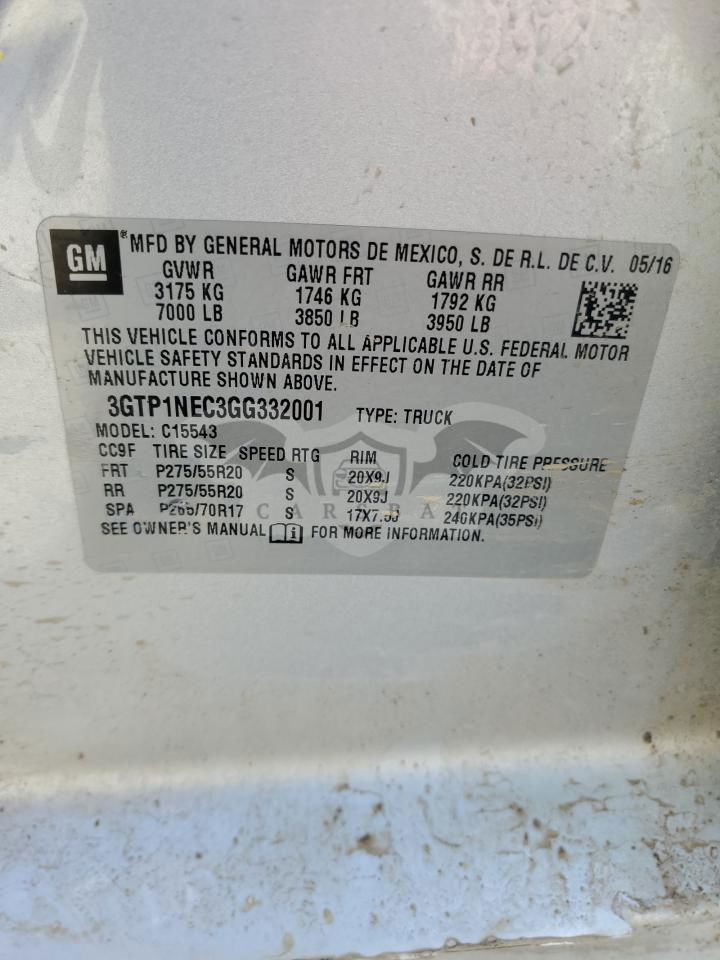 GM
® MFD BY GENERAL MOTORS DE MEXICO, S. DE R.L. DE C.V. 05/16
GVWR GAWR FRT GAWR RR
3175 KG 1746 KG 1792 KG
7000 LB 3850 LB 3950 LB
THIS VEHICLE CONFORMS TO ALL APPLICABLE U.S. FEDERAL MOTOR
VEHICLE SAFETY STANDARDS IN EFFECT ON THE DATE OF
MANUFACTURE SHOWN ABOVE.
3GTP1NEC3GG332001 TYPE: TRUCK
MODEL: C15543
CC9F TIRE SIZE SPEED RTG RIM COLD TIRE PRESSURE
FRT P275/55R20 S 20X9J 220KPA(32PSI)
RR P275/55R20 S 20X9J 220KPA(32PSI)
SPA P265/70R17 S 17X7.5J 240KPA(35PSI)
SEE OWNER'S MANUAL i FOR MORE INFORMATION.